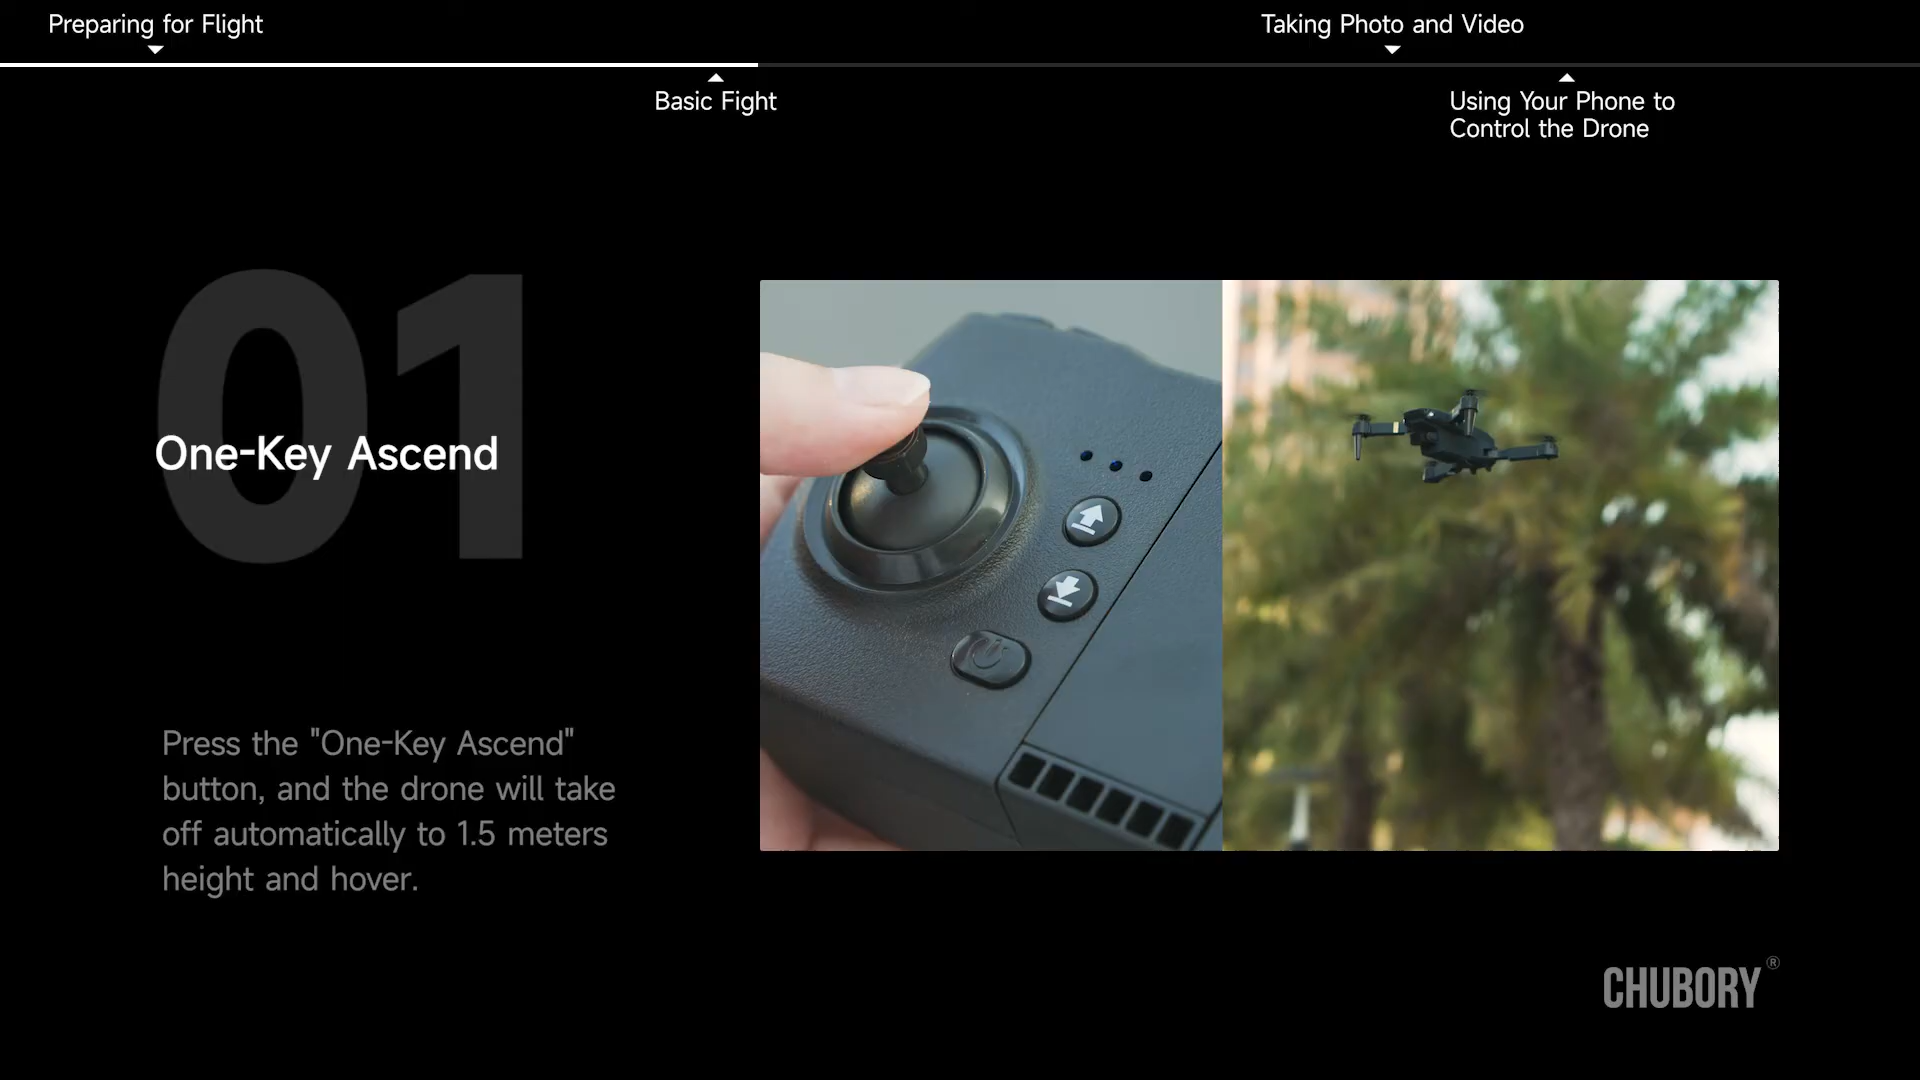 Preparing for Flight
Taking Photo and Video
Basic Fight
Using Your Phone to
Control the Drone
01
One-Key Ascend
Press the "One-Key Ascend"
button, and the drone will take
off automatically to 1.5 meters
height and hover.
CHUBORY®